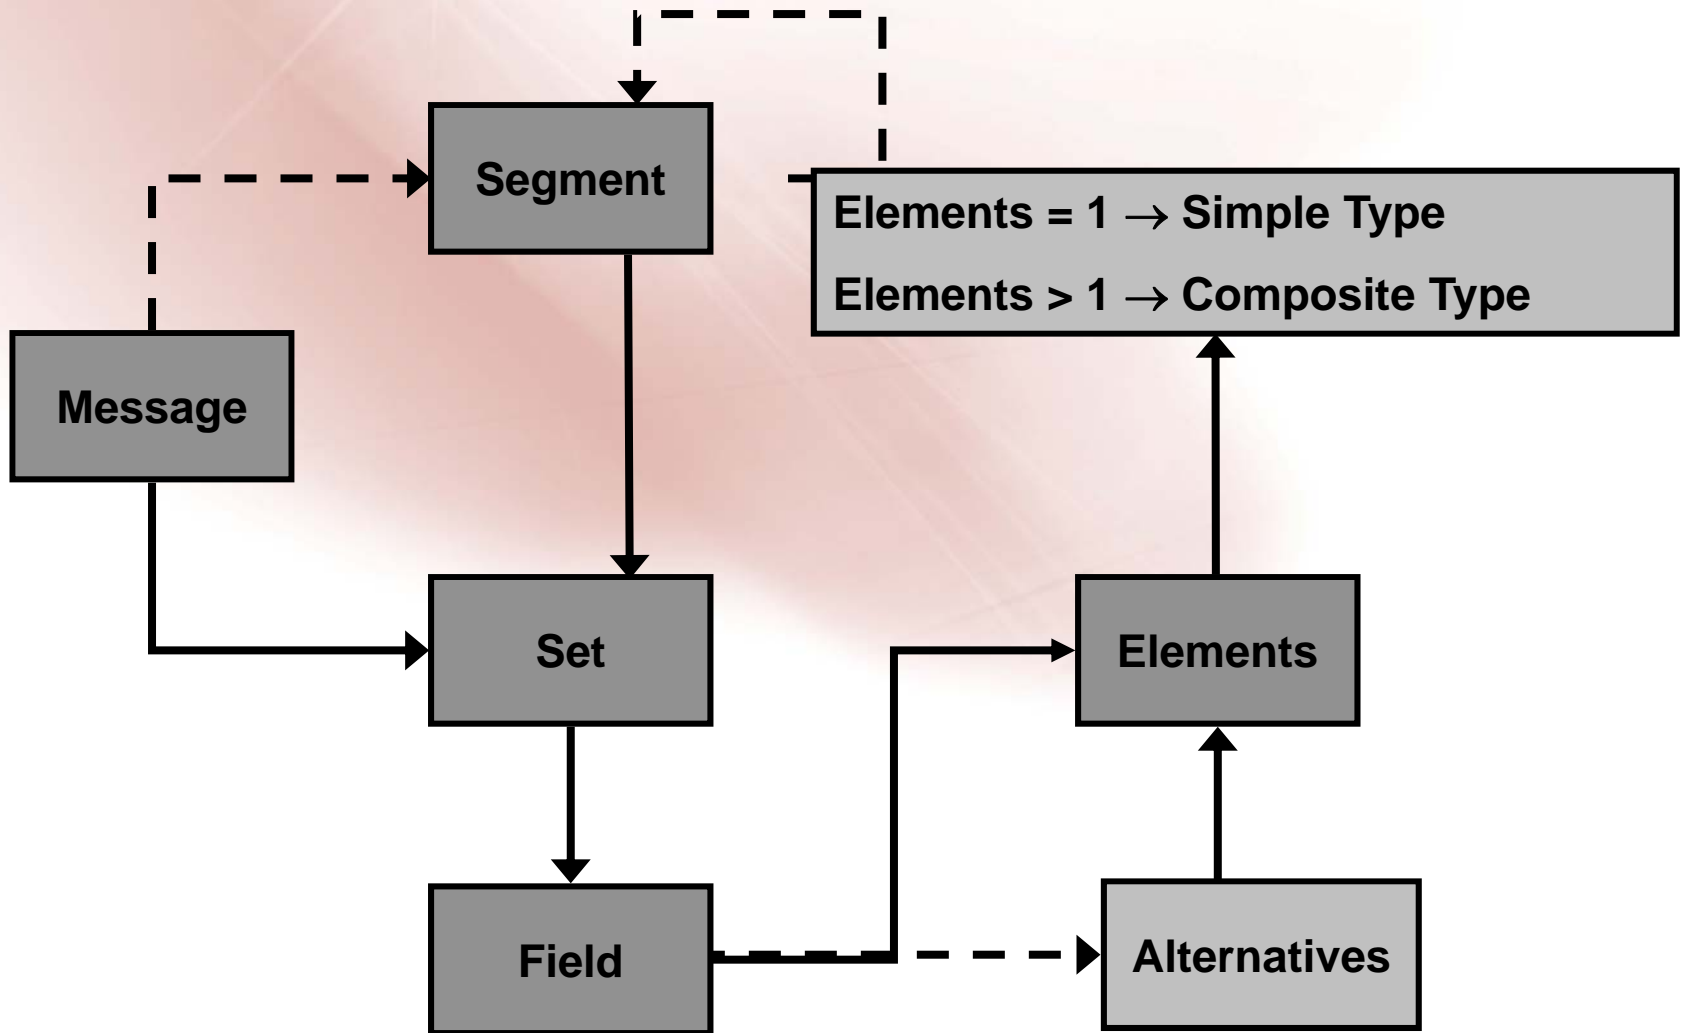 Segment
Elements = 1 → Simple Type
Elements > 1 → Composite Type
Message
Set
Elements
Field
Alternatives